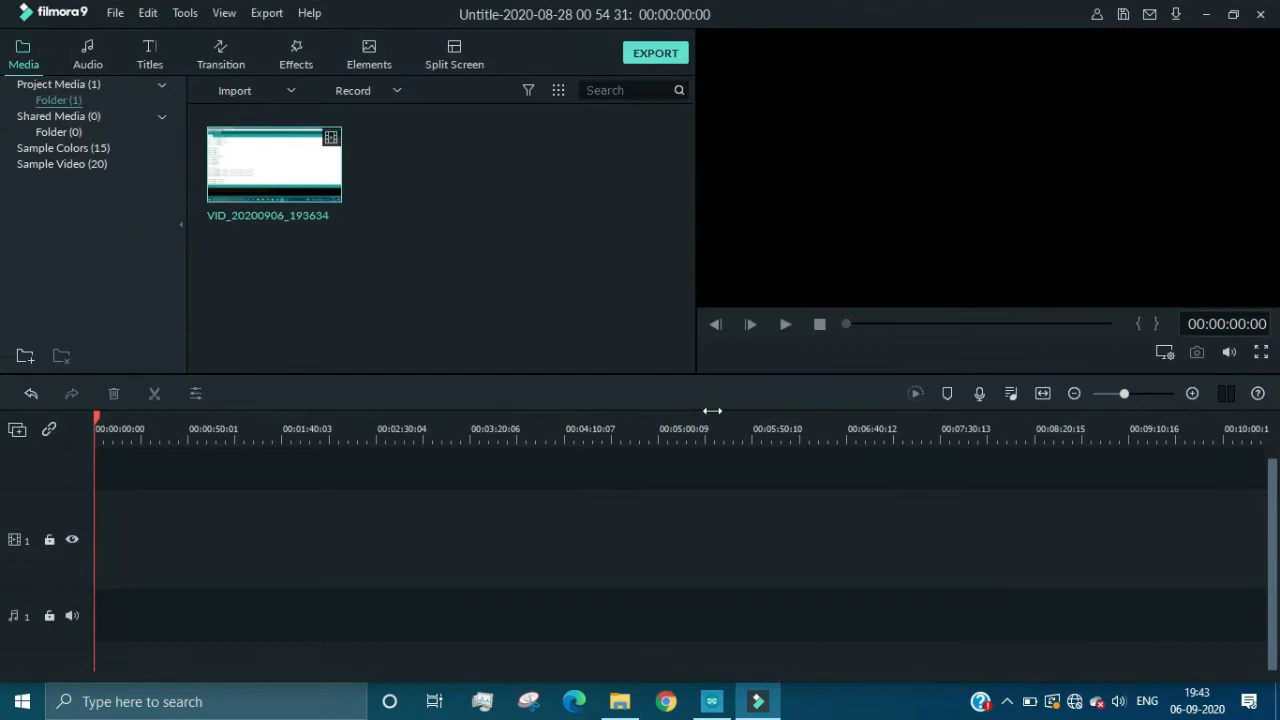 filmora9 File Edit Tools View Export Help Untitle-2020-08-28 00 54 31: 00:00:00:00
Media Audio Titles Transition Effects Elements Split Screen EXPORT
Project Media (1)
Folder (1)
Shared Media (0)
Folder (0)
Sample Colors (15)
Sample Video (20)
Import Record Search
VID_20200906_193634
{ } 00:00:00:00
00:00:00:00 00:00:50:01 00:01:40:03 00:02:30:04 00:03:20:06 00:04:10:07 00:05:00:09 00:05:50:10 00:06:40:12 00:07:30:13 00:08:20:15 00:09:10:16 00:10:00:1
1
1
Type here to search ENG 19:43
06-09-2020